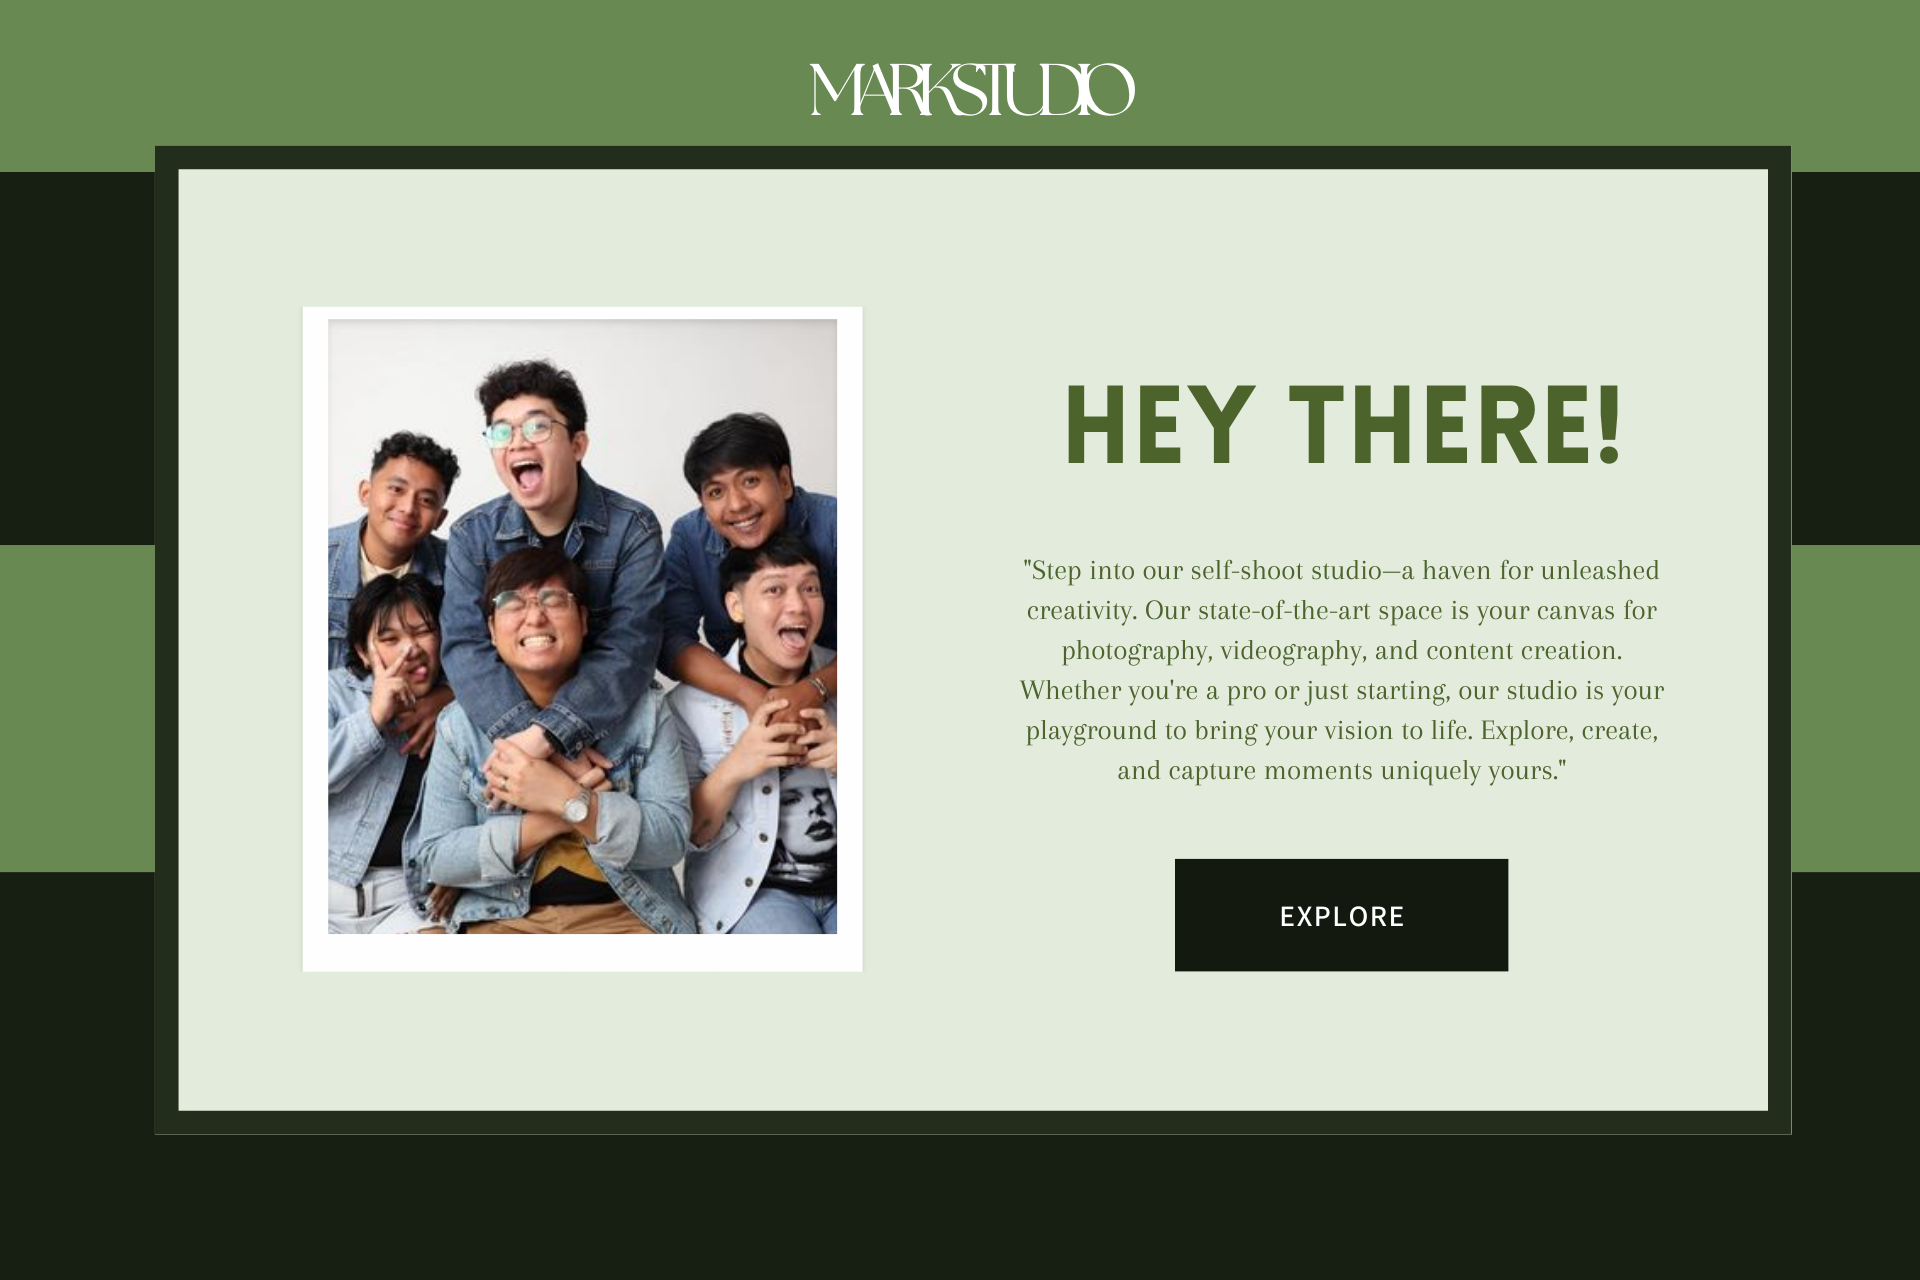 MARKSTUDIO
HEY THERE!
"Step into our self-shoot studio—a haven for unleashed
creativity. Our state-of-the-art space is your canvas for
photography, videography, and content creation.
Whether you're a pro or just starting, our studio is your
playground to bring your vision to life. Explore, create,
and capture moments uniquely yours."
EXPLORE